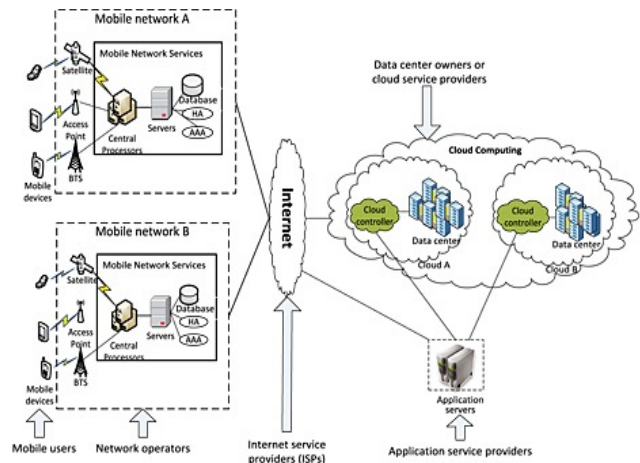 Mobile network A
Mobile Network Services
Satellite
Database
HA
AAA
Access
Point
Servers
Central
Processors
Mobile
devices
BTS
Mobile network B
Mobile Network Services
Satellite
Database
HA
AAA
Access
Point
Servers
Central
Processors
Mobile
devices
BTS
Mobile users
Network operators
Internet
Internet service
providers (ISPs)
Data center owners or
cloud service providers
Cloud Computing
Cloud
controller
Data center
Cloud A
Cloud
controller
Data center
Cloud B
Application
servers
Application service providers